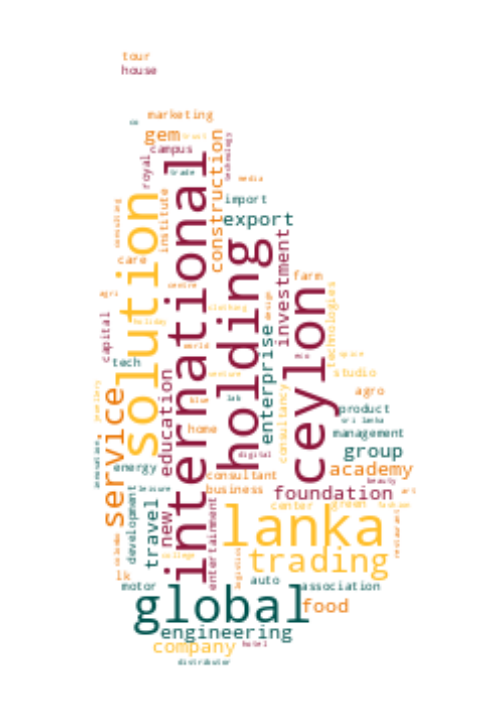 tour
house
marketing
gem
trust
campus
royal
trade
technology
media
construction
institute
consulting
solution
international
import
export
holding
investment
care
centre
farm
agri
holiday
clothing
design
technologies
capital
world
ceylon
enterprise
tech
venture
space
studio
education
service
jewellery
blue
lab
agro
product
sri lanka
home
consultancy
management
digital
group
energy
consultant
academy
leisure
business
beauty
foundation
art
development
travel
new
entertainment
center
green
fashion
lanka
college
logistics
trading
lk
motor
auto
association
global
food
engineering
company
hotel
distributor